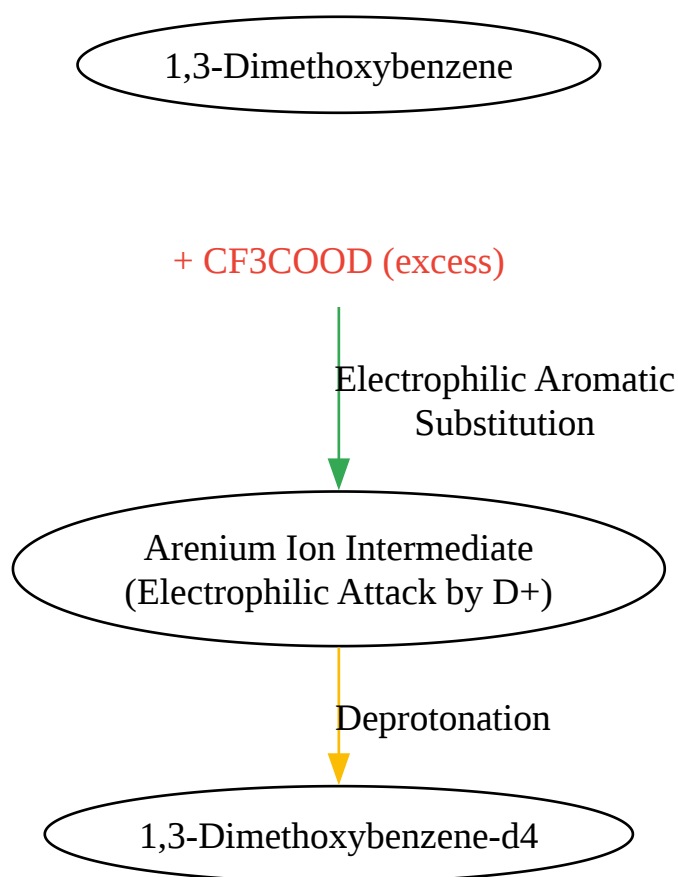 1,3-Dimethoxybenzene
+ CF3COOD (excess)
Electrophilic Aromatic
Substitution
Arenium Ion Intermediate
(Electrophilic Attack by D+)
Deprotonation
1,3-Dimethoxybenzene-d4